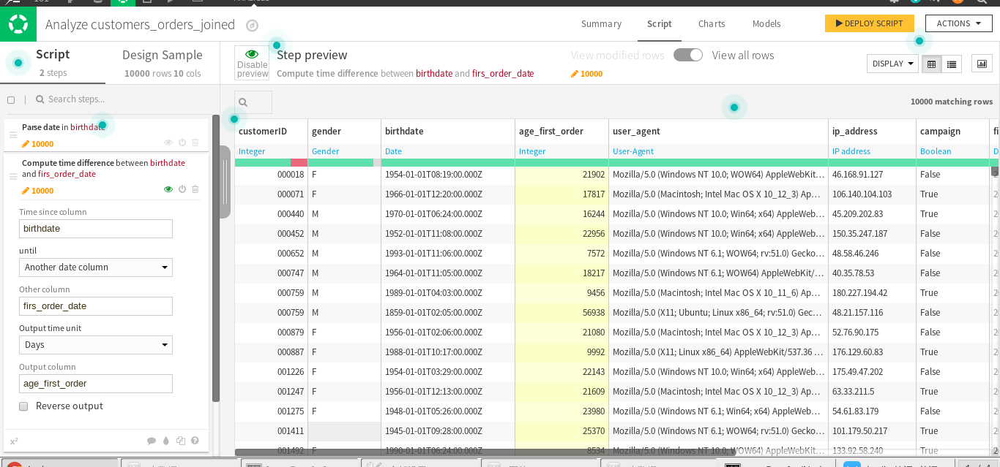 Analyze customers_orders_joined
Summary
Script
Charts
Models
DEPLOY SCRIPT
ACTIONS
Script
2 steps
Design Sample
10000 rows 10 cols
Disable preview
Step preview
Compute time difference between birthdate and firs_order_date
View modified rows
View all rows
10000
DISPLAY
Search steps...
10000 matching rows
Parse date in birthdate
10000
Compute time difference between birthdate
and firs_order_date
10000
Time since column
birthdate
until
Another date column
Other column
firs_order_date
Output time unit
Days
Output column
age_first_order
Reverse output
x²
customerID gender birthdate age_first_order user_agent ip_address campaign fi
Integer Gender Date Integer User-Agent IP address Boolean D
000018 F 1954-01-01T08:19:00.000Z 21902 Mozilla/5.0 (Windows NT 10.0; WOW64) AppleWebKit… 46.168.91.127 False
000071 F 1966-01-01T12:20:00.000Z 17817 Mozilla/5.0 (Macintosh; Intel Mac OS X 10_12_3) Ap… 106.140.104.103 True 2
000440 M 1970-01-01T06:24:00.000Z 16244 Mozilla/5.0 (Windows NT 10.0; Win64; x64) AppleWeb… 45.209.202.83 True 2
000452 M 1952-01-01T11:08:00.000Z 22956 Mozilla/5.0 (Windows NT 10.0; Win64; x64) AppleWeb… 150.35.247.187 False 2
000652 M 1993-01-01T11:06:00.000Z 7572 Mozilla/5.0 (Windows NT 6.1; WOW64; rv:51.0) Gecko… 48.58.46.246 False 2
000747 M 1964-01-01T11:05:00.000Z 18217 Mozilla/5.0 (Windows NT 6.1; WOW64) AppleWebKit/… 40.35.78.53 False 2
000759 M 1989-01-01T04:03:00.000Z 9456 Mozilla/5.0 (Macintosh; Intel Mac OS X 10_11_6) Ap… 180.227.194.42 True 2
000759 M 1859-01-01T02:05:00.000Z 56938 Mozilla/5.0 (X11; Ubuntu; Linux x86_64; rv:51.0) Gec… 48.21.157.116 False 2
000879 F 1956-01-01T02:06:00.000Z 21080 Mozilla/5.0 (Macintosh; Intel Mac OS X 10_12_3) Ap… 52.76.90.175 False 2
000887 F 1988-01-01T10:17:00.000Z 9992 Mozilla/5.0 (X11; Linux x86_64) AppleWebKit/537.36 … 176.129.60.83 True 2
001226 F 1954-01-01T03:29:00.000Z 22143 Mozilla/5.0 (Windows NT 10.0; Win64; x64) AppleWeb… 175.49.47.202 False 2
001247 F 1956-01-01T12:13:00.000Z 21609 Mozilla/5.0 (Macintosh; Intel Mac OS X 10_12_3) Ap… 63.33.211.5 True 2
001275 F 1948-01-01T05:26:00.000Z 23980 Mozilla/5.0 (Windows NT 6.1; Win64; x64) AppleWeb… 54.61.83.179 False 2
001411 1945-01-01T09:28:00.000Z 25370 Mozilla/5.0 (Windows NT 6.1; WOW64; rv:51.0) Gecko… 101.179.50.217 True 2
001492 F 1990-01-01T06:24:00.000Z 8534 Mozilla/5.0 (Windows NT 10.0; WOW64) AppleWebKit… 133.92.58.240 True